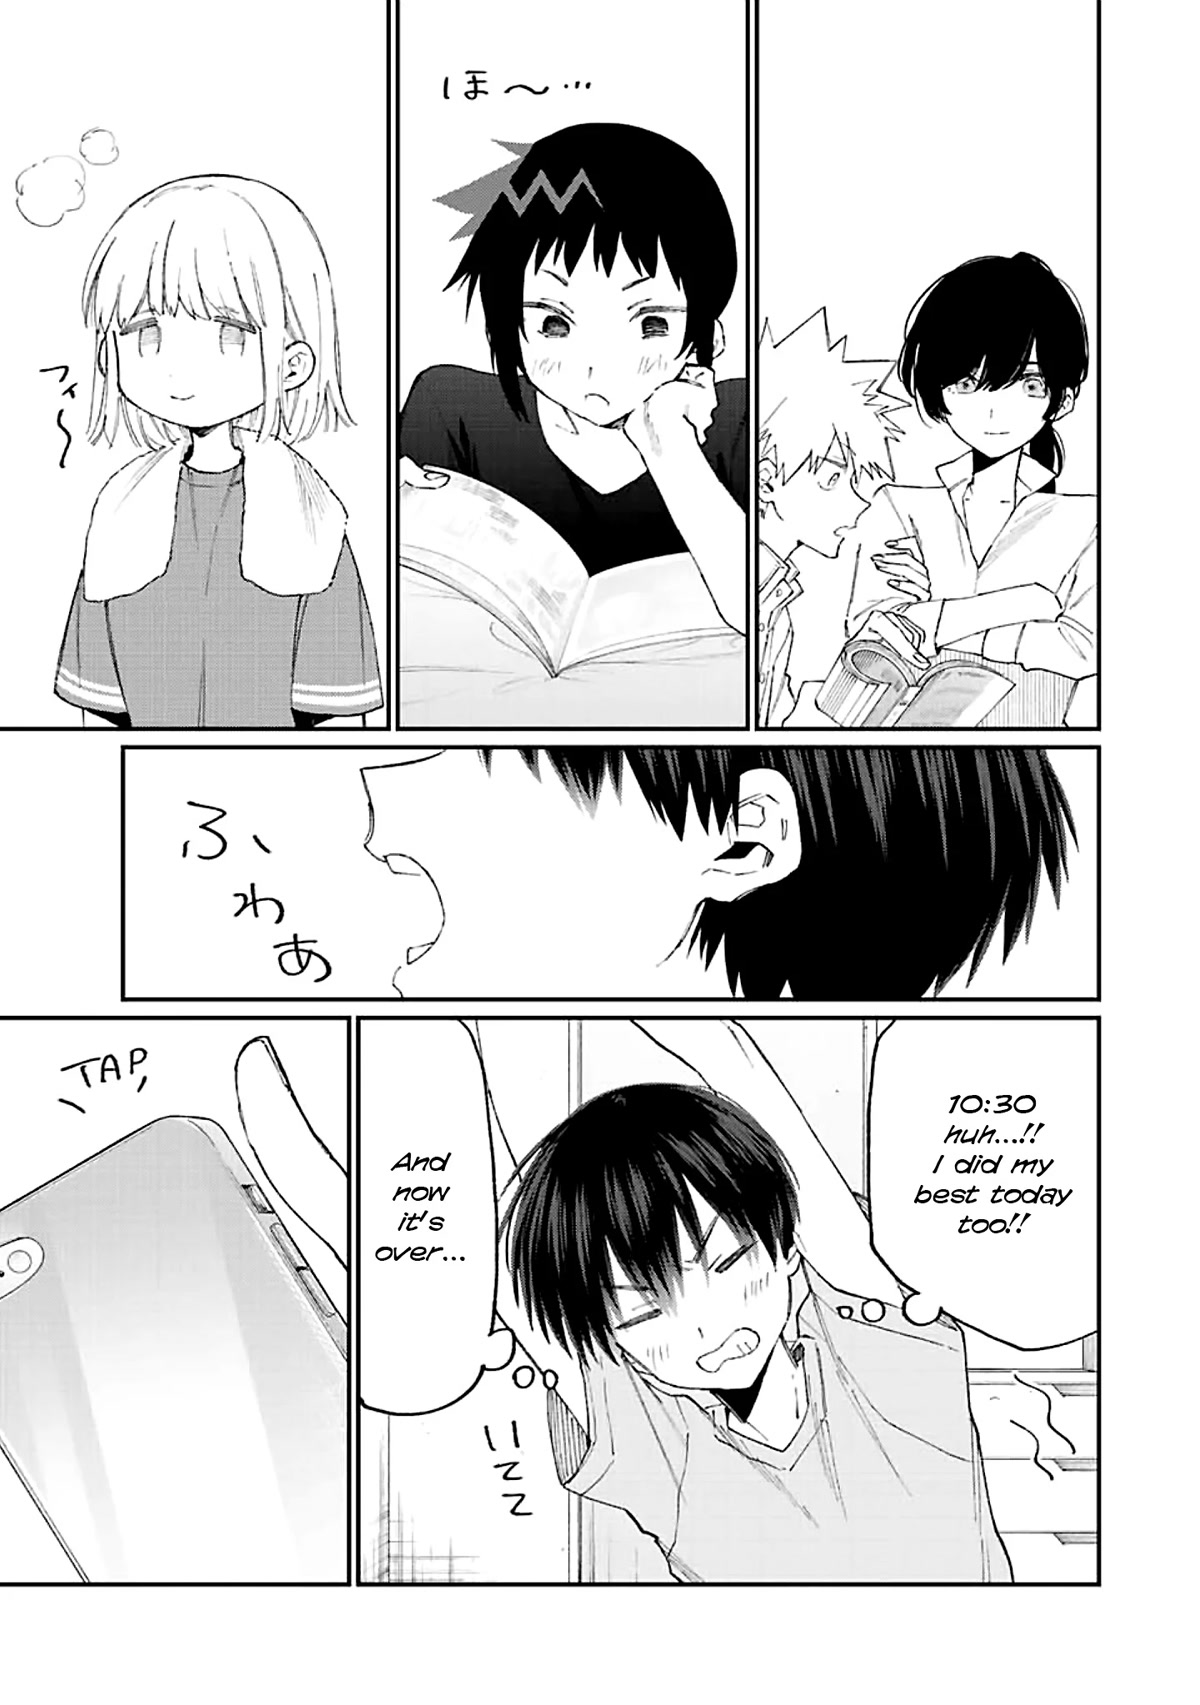 ほ〜…
フィ〜
ふ、
わ
あ
10:30
huh...!!
I did my
best today
too!!
And
now
it's
over...
いてて
TAP,